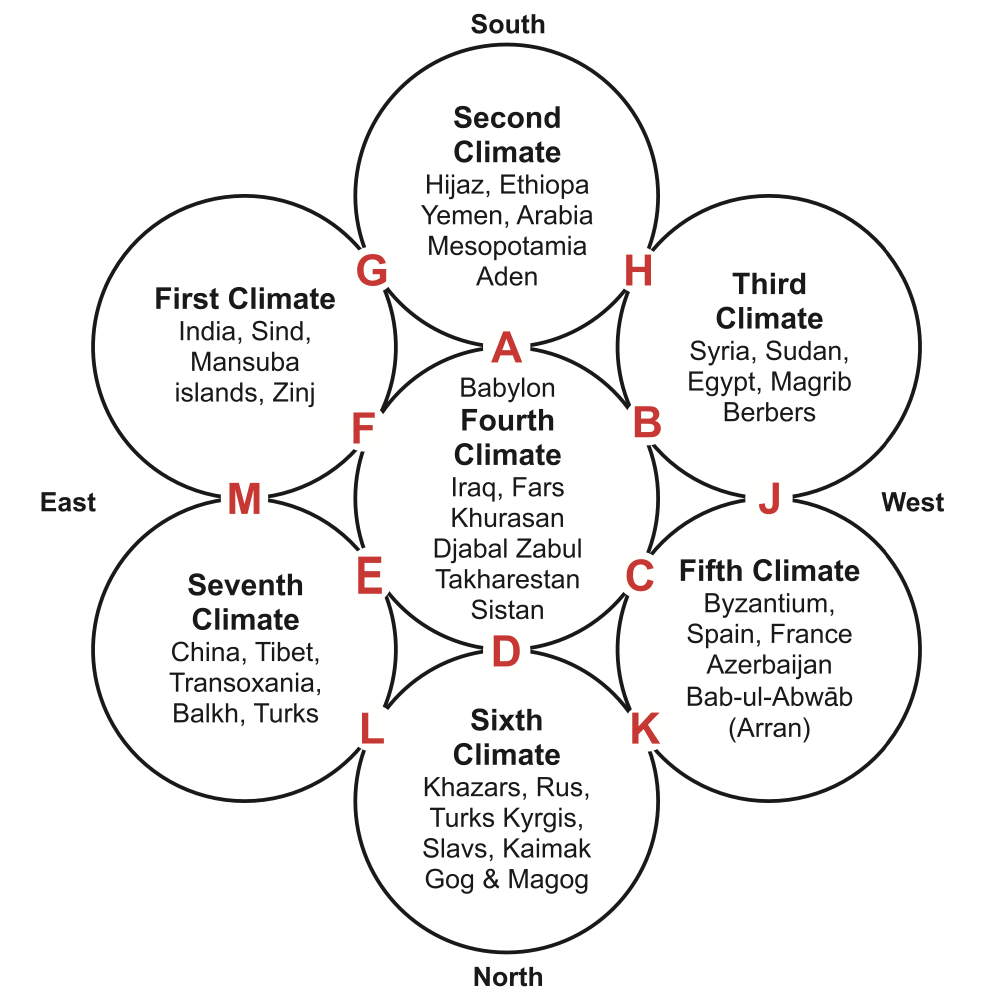 South
Second
Climate
Hijaz, Ethiopa
Yemen, Arabia
Mesopotamia
Aden
G
H
First Climate
India, Sind,
Mansuba
islands, Zinj
Third
Climate
Syria, Sudan,
Egypt, Magrib
Berbers
A
Babylon
Fourth
Climate
Iraq, Fars
Khurasan
Djabal Zabul
Takharestan
Sistan
F
B
East
M
J
West
E
C
Seventh
Climate
China, Tibet,
Transoxania,
Balkh, Turks
Fifth Climate
Byzantium,
Spain, France
Azerbaijan
Bab-ul-Abwāb
(Arran)
D
L
K
Sixth
Climate
Khazars, Rus,
Turks Kyrgis,
Slavs, Kaimak
Gog & Magog
North